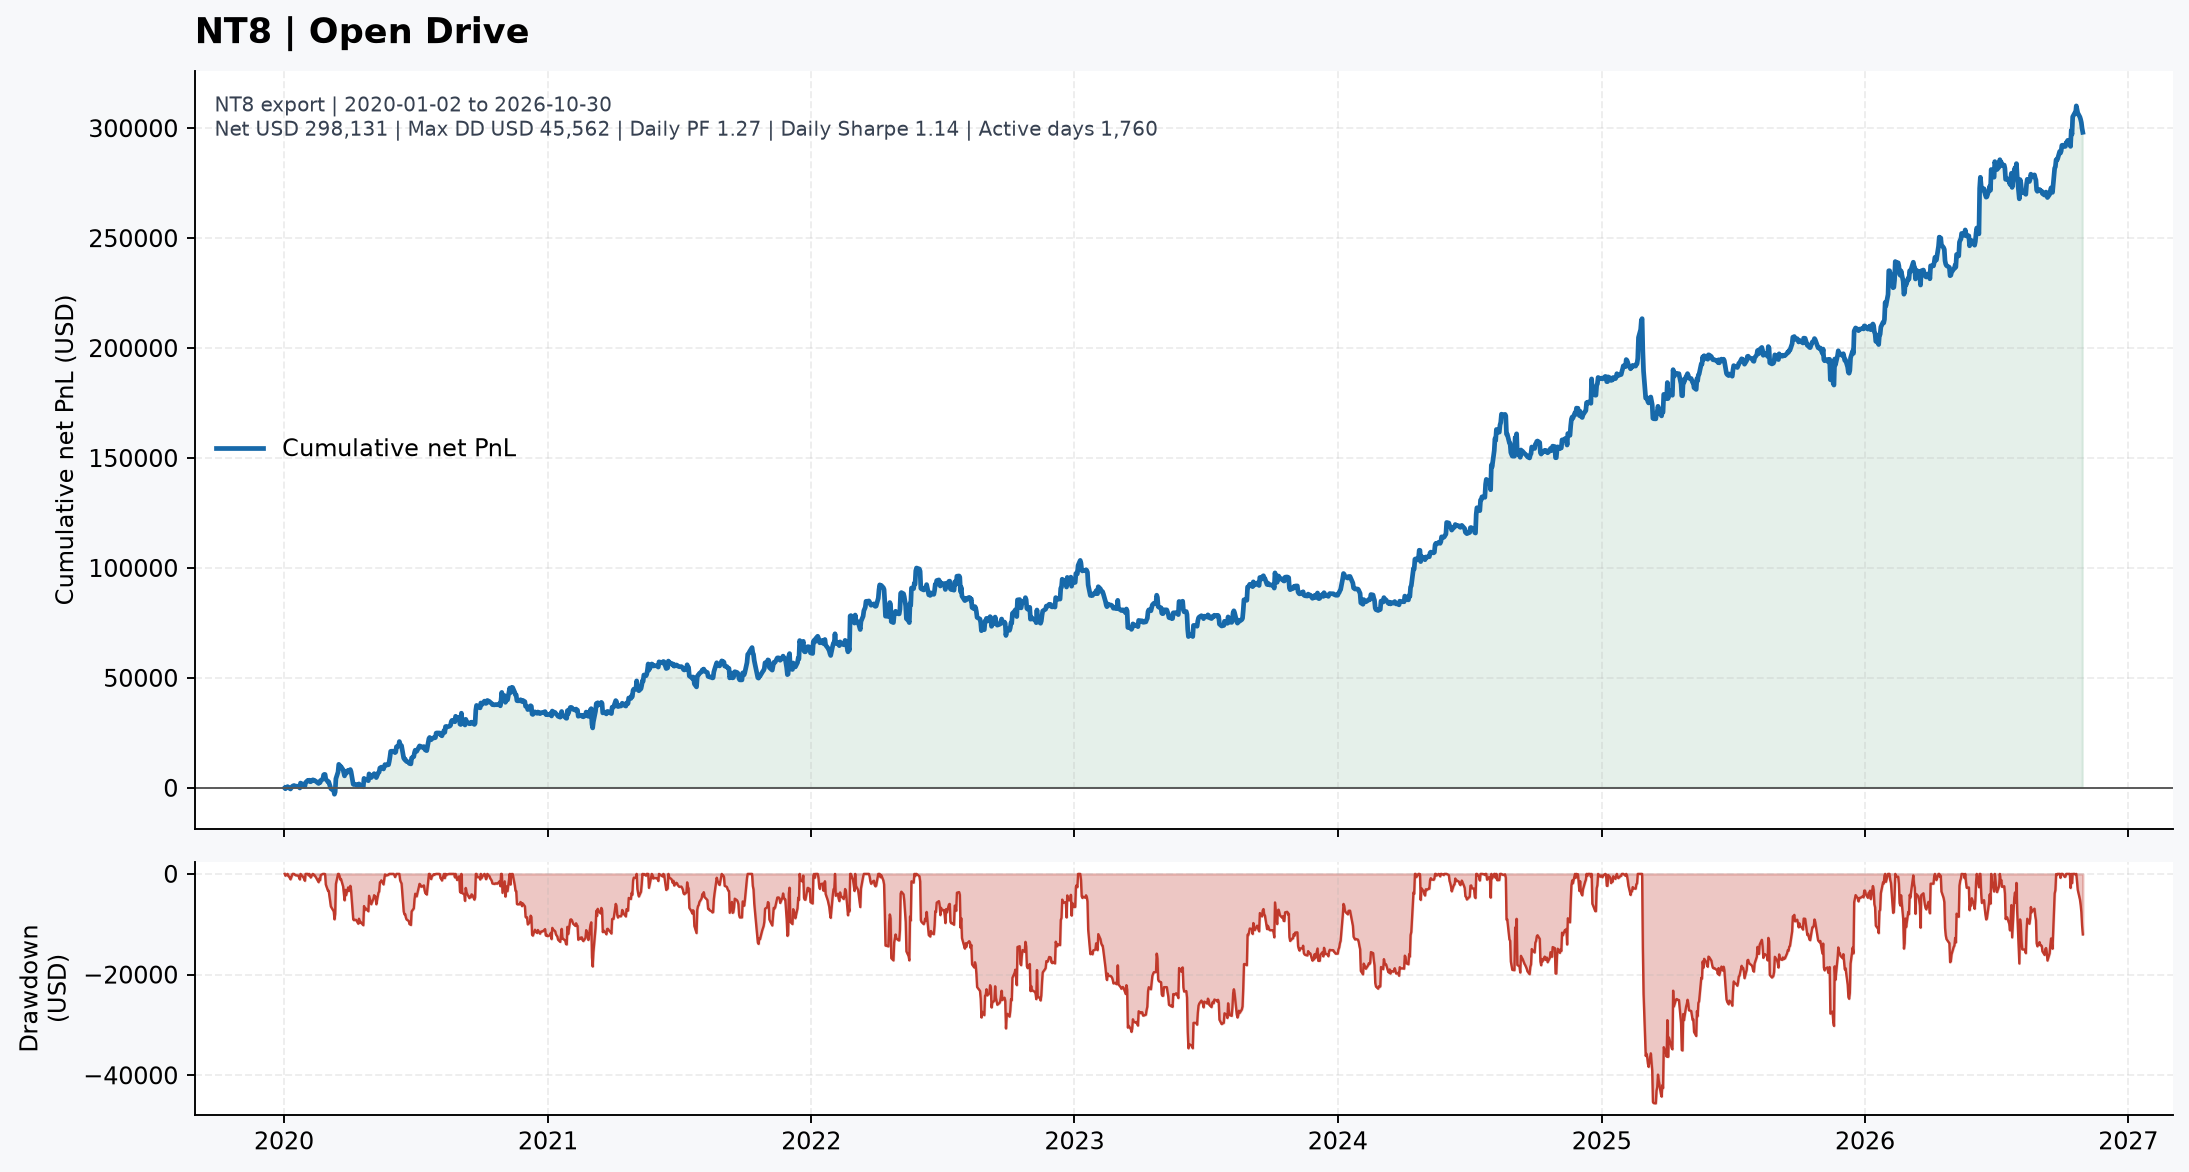 NT8 | Open Drive
NT8 export | 2020-01-02 to 2026-10-30
Net USD 298,131 | Max DD USD 45,562 | Daily PF 1.27 | Daily Sharpe 1.14 | Active days 1,760
Cumulative net PnL (USD)
300000
250000
200000
150000
100000
50000
0
Cumulative net PnL
Drawdown
(USD)
0
−20000
−40000
2020
2021
2022
2023
2024
2025
2026
2027